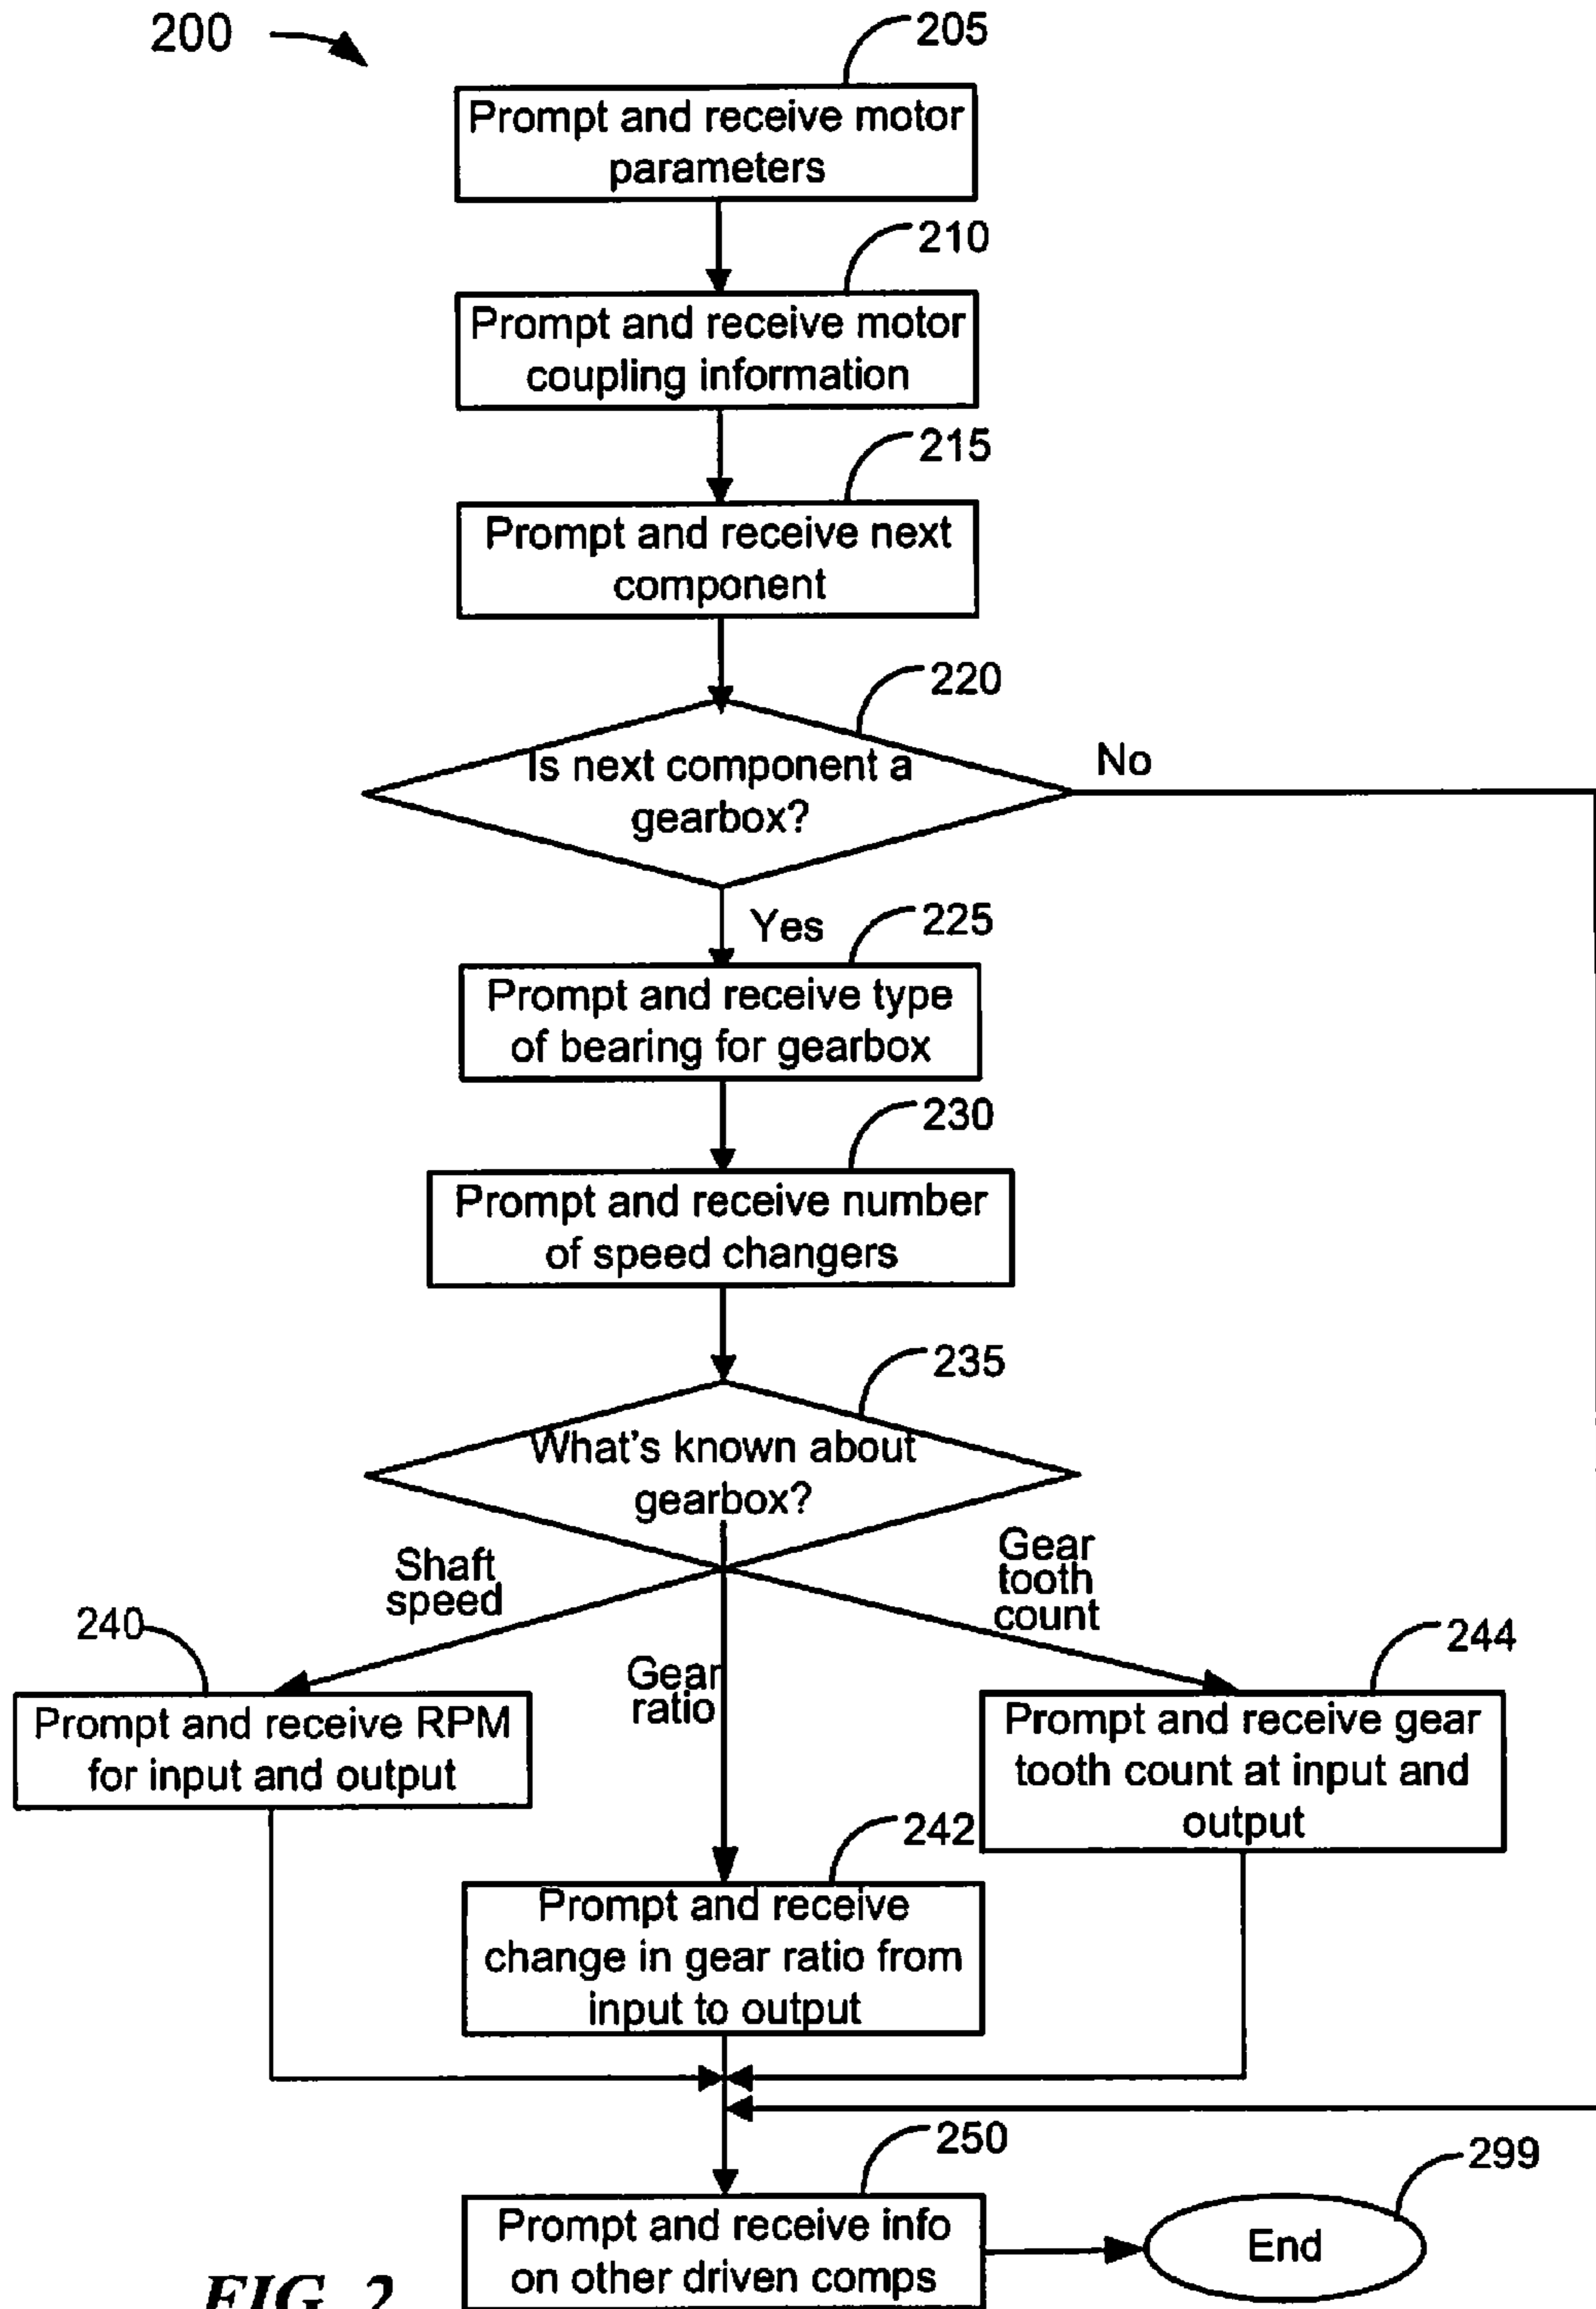 200
205
Prompt and receive motor
parameters
210
Prompt and receive motor
coupling information
215
Prompt and receive next
component
220
Is next component a
gearbox?
No
Yes
225
Prompt and receive type
of bearing for gearbox
230
Prompt and receive number
of speed changers
235
What's known about
gearbox?
Shaft
speed
Gear
ratio
Gear
tooth
count
240
Prompt and receive RPM
for input and output
244
Prompt and receive gear
tooth count at input and
output
242
Prompt and receive
change in gear ratio from
input to output
250
Prompt and receive info
on other driven comps
299
End
FIG. 2